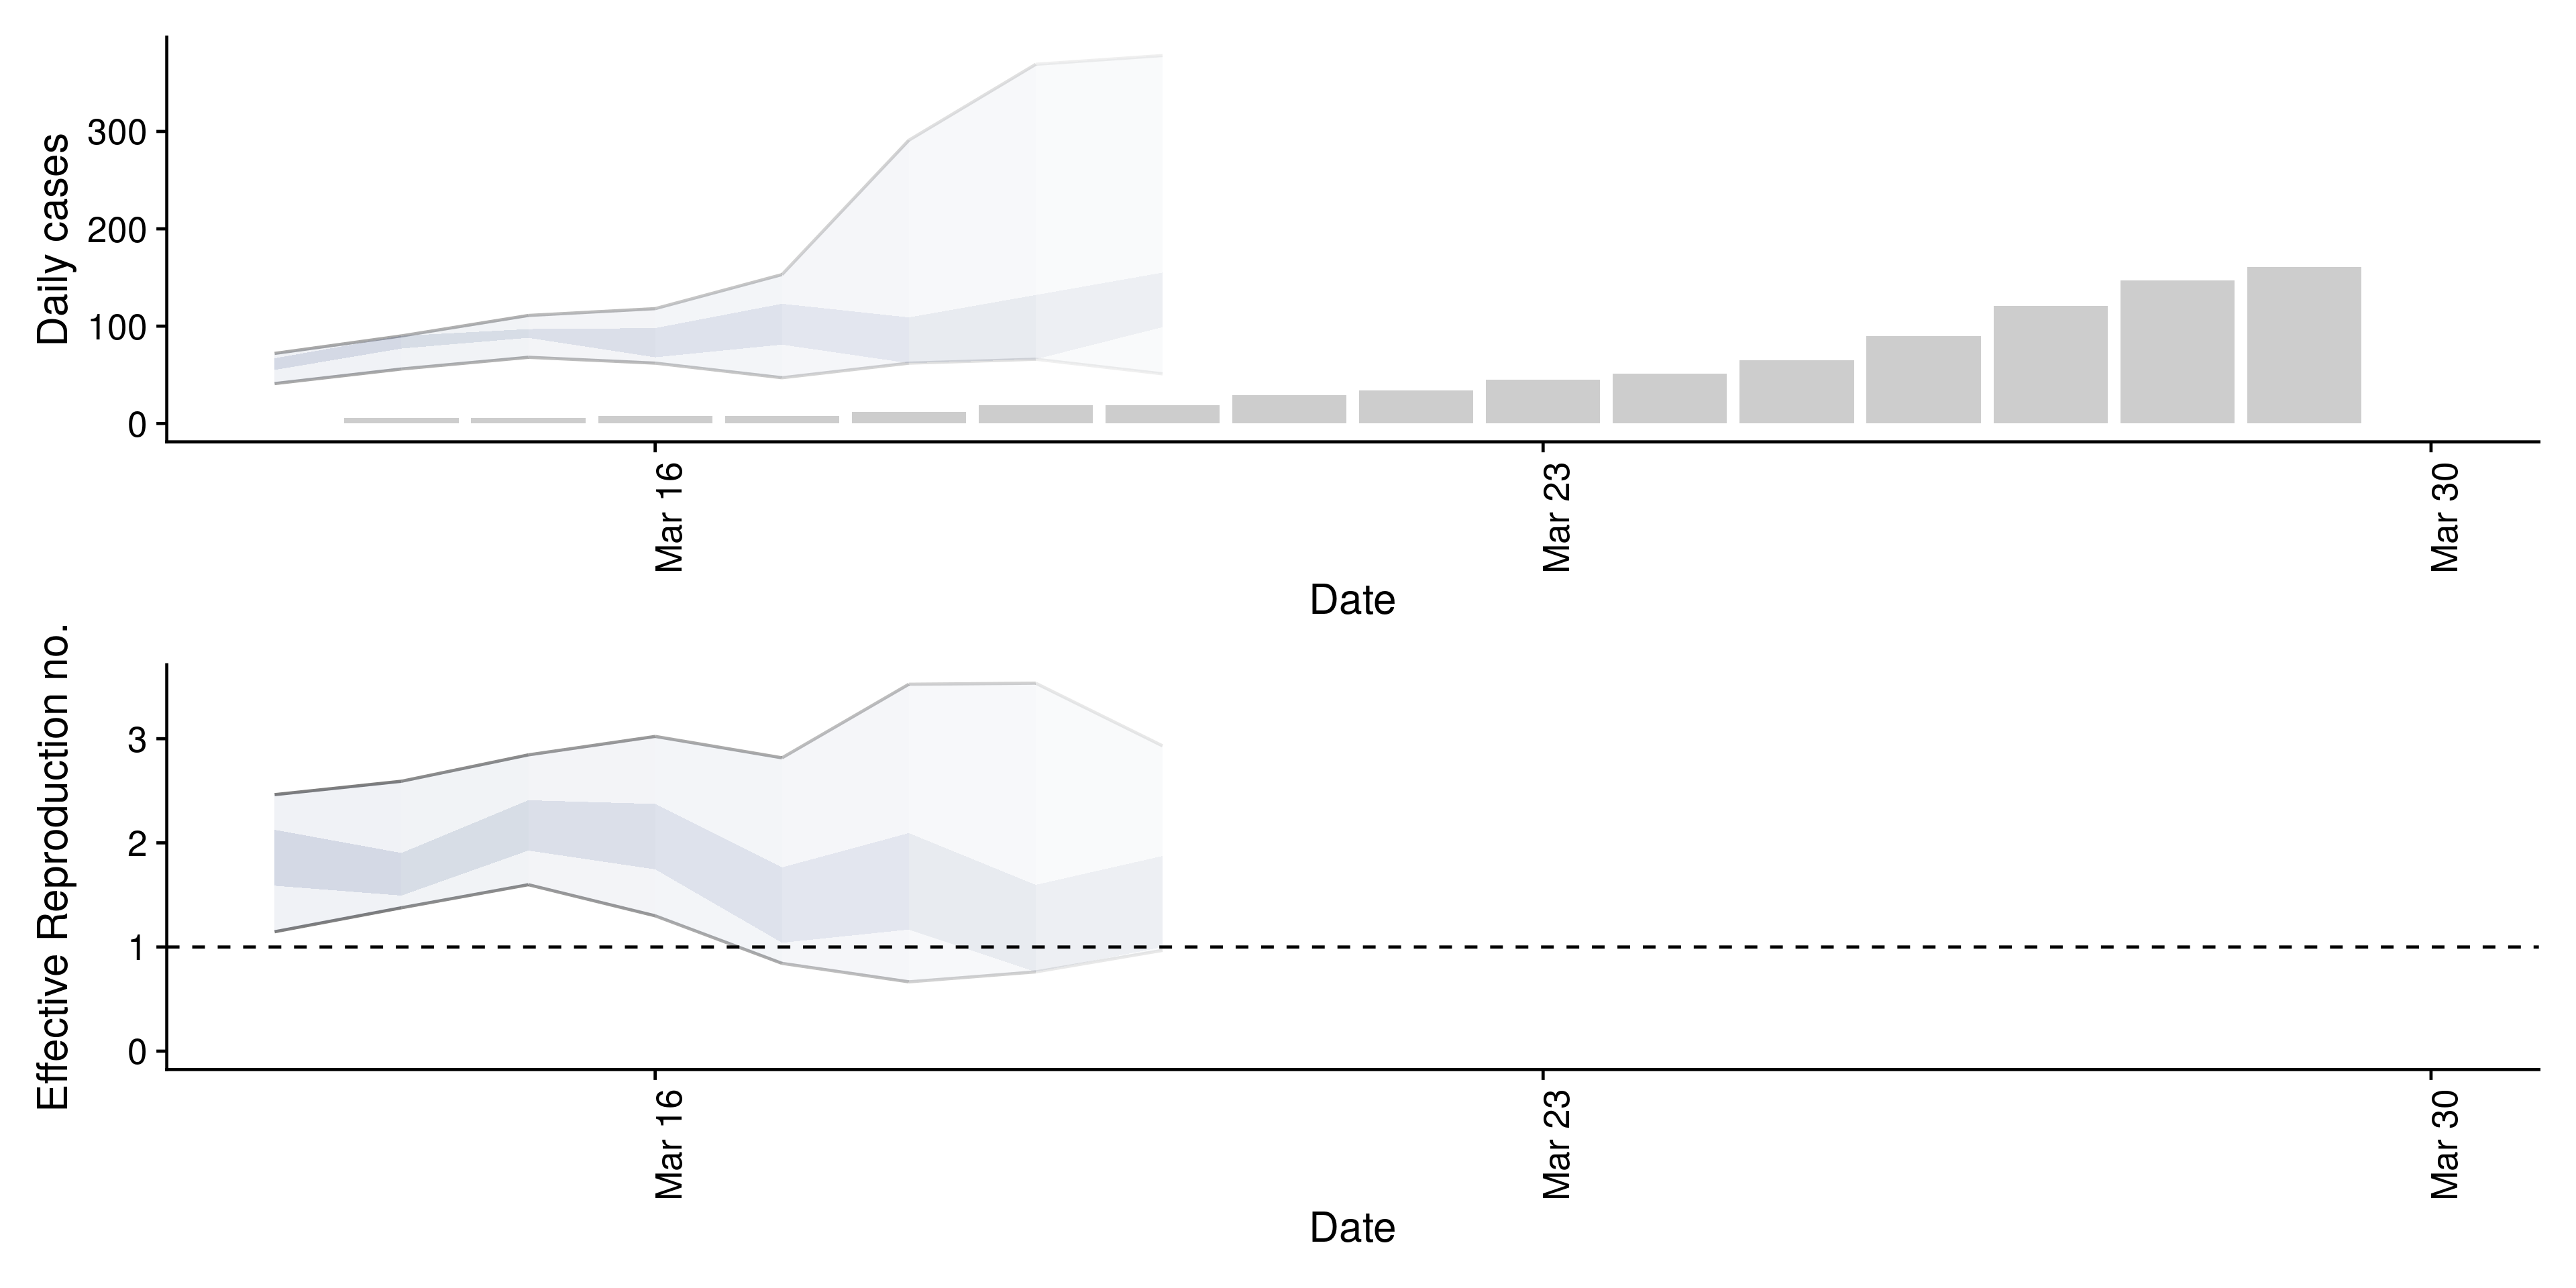 Daily cases
300
200
100
0
Mar 16
Mar 23
Mar 30
Date
Effective Reproduction no.
3
2
1
0
Mar 16
Mar 23
Mar 30
Date